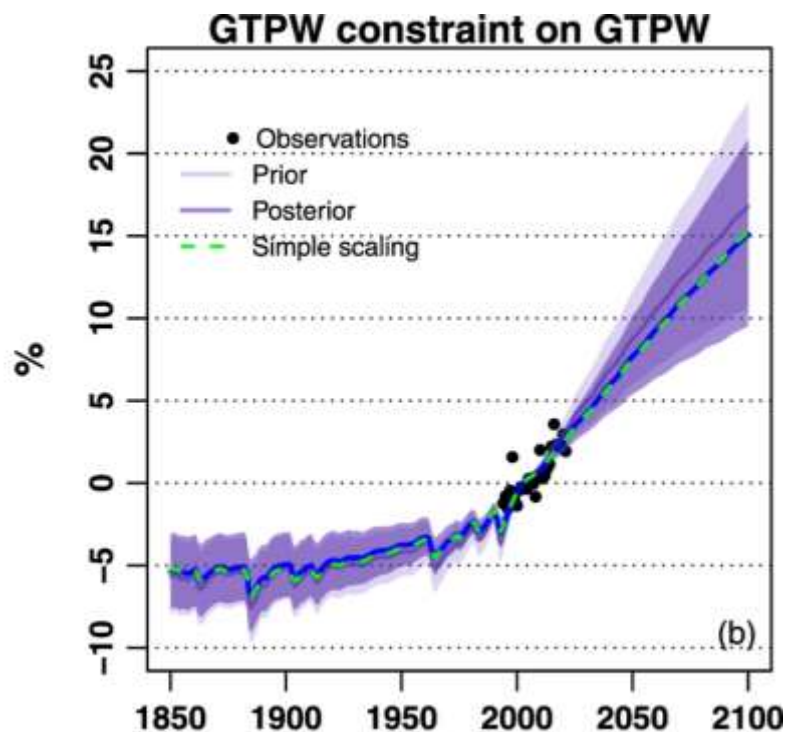 GTPW constraint on GTPW
25
20
15
10
5
0
−5
−10
%
Observations
Prior
Posterior
Simple scaling
(b)
1850 1900 1950 2000 2050 2100